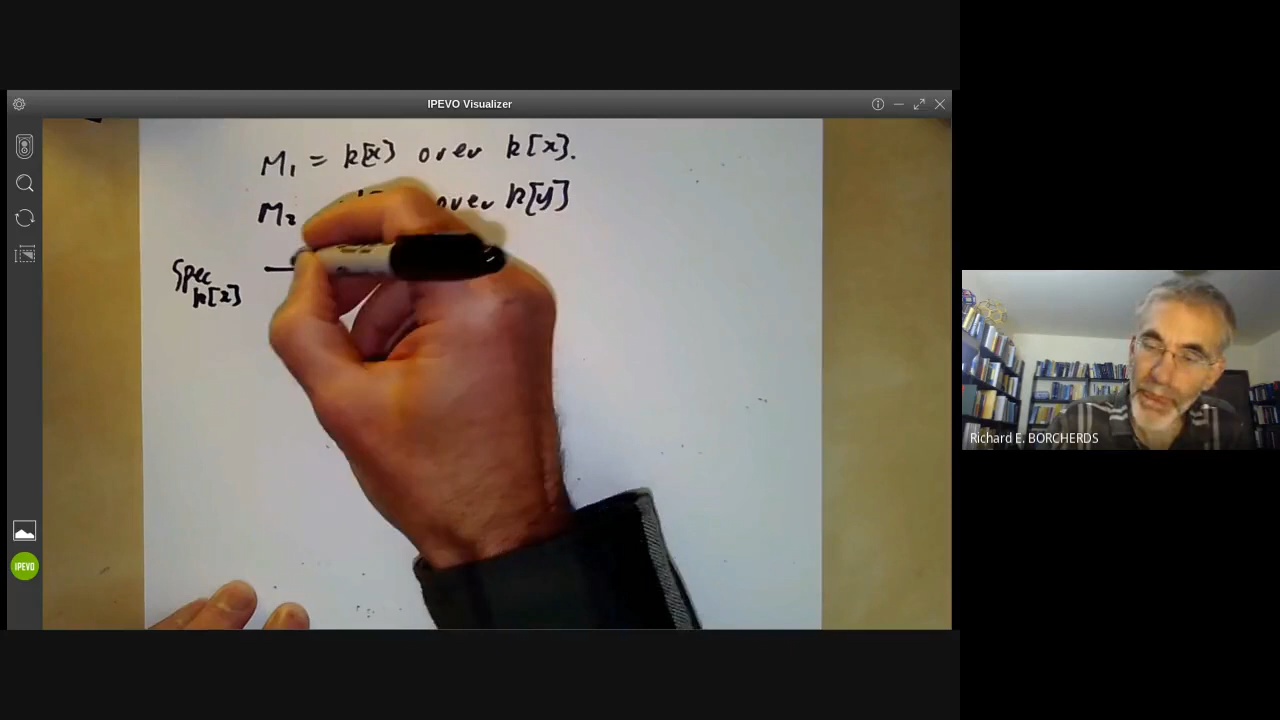 IPEVO Visualizer
M₁ = k[x] over k[x].
M₂ over k[y]
Spec
k[x]
IPEVO
Richard E. BORCHERDS